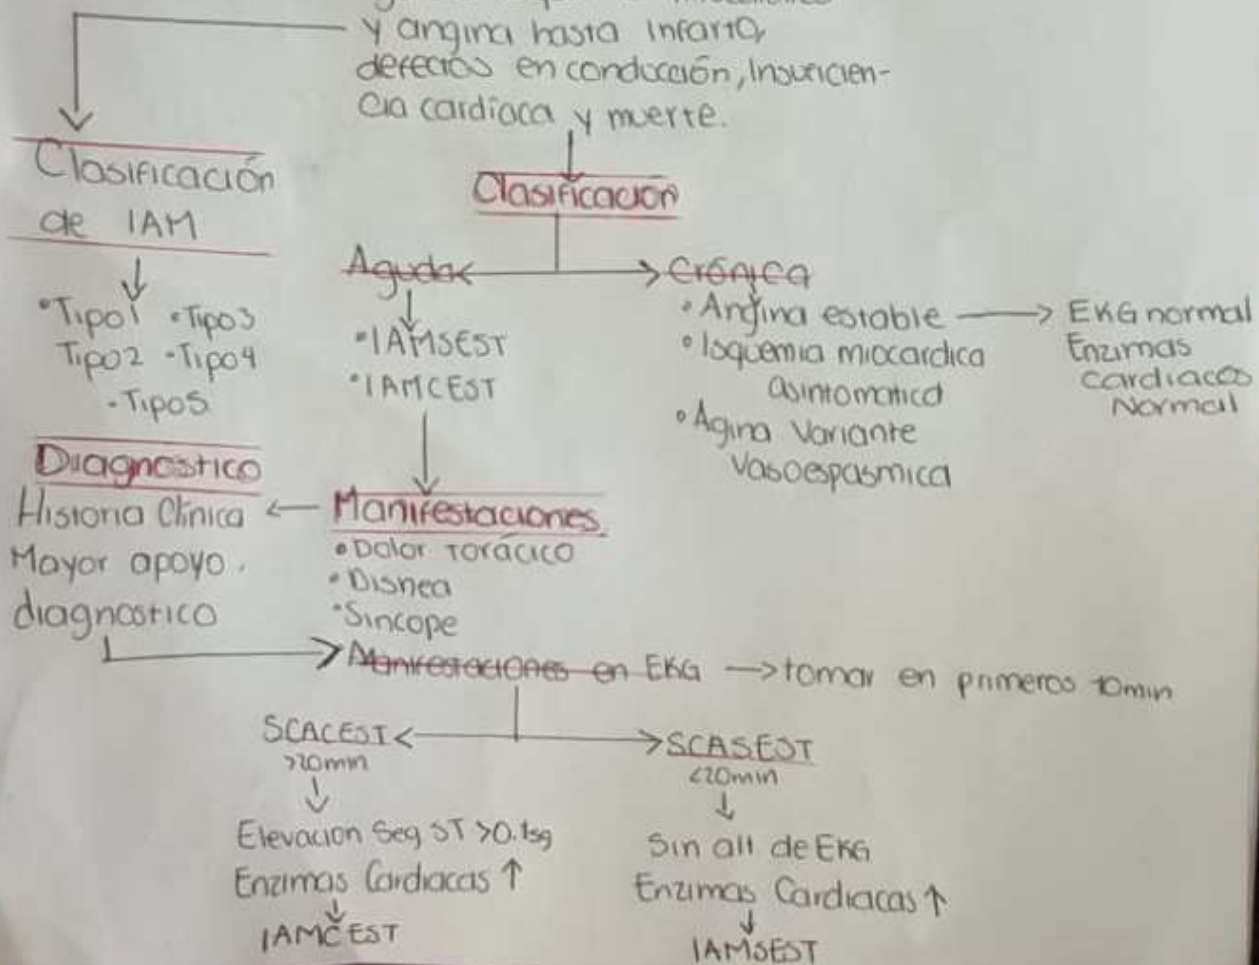 y angina hasta infarto,
defectos en conducción, Insuficien-
cia cardíaca y muerte.
Clasificación
de IAM
•Tipo1 •Tipo3
Tipo2 •Tipo4
•Tipo5
Clasificación
Aguda
•IAMSEST
•IAMCEST
Crónica
•Angina estable
•Isquemia miocardica
asintomatica
•Agina Variante
Vasoespasmica
EKG normal
Enzimas
cardiacas
Normal
Manifestaciones
•Dolor torácico
•Disnea
•Sincope
Diagnostico
Historia Clínica
Mayor apoyo.
diagnostico
Manifestaciones en EKG → tomar en primeros 10min
SCACEST
>20min
Elevacion Seg ST >0.1sg
Enzimas Cardiacas ↑
IAMCEST
SCASEST
<20min
Sin alt de EKG
Enzimas Cardiacas ↑
IAMSEST